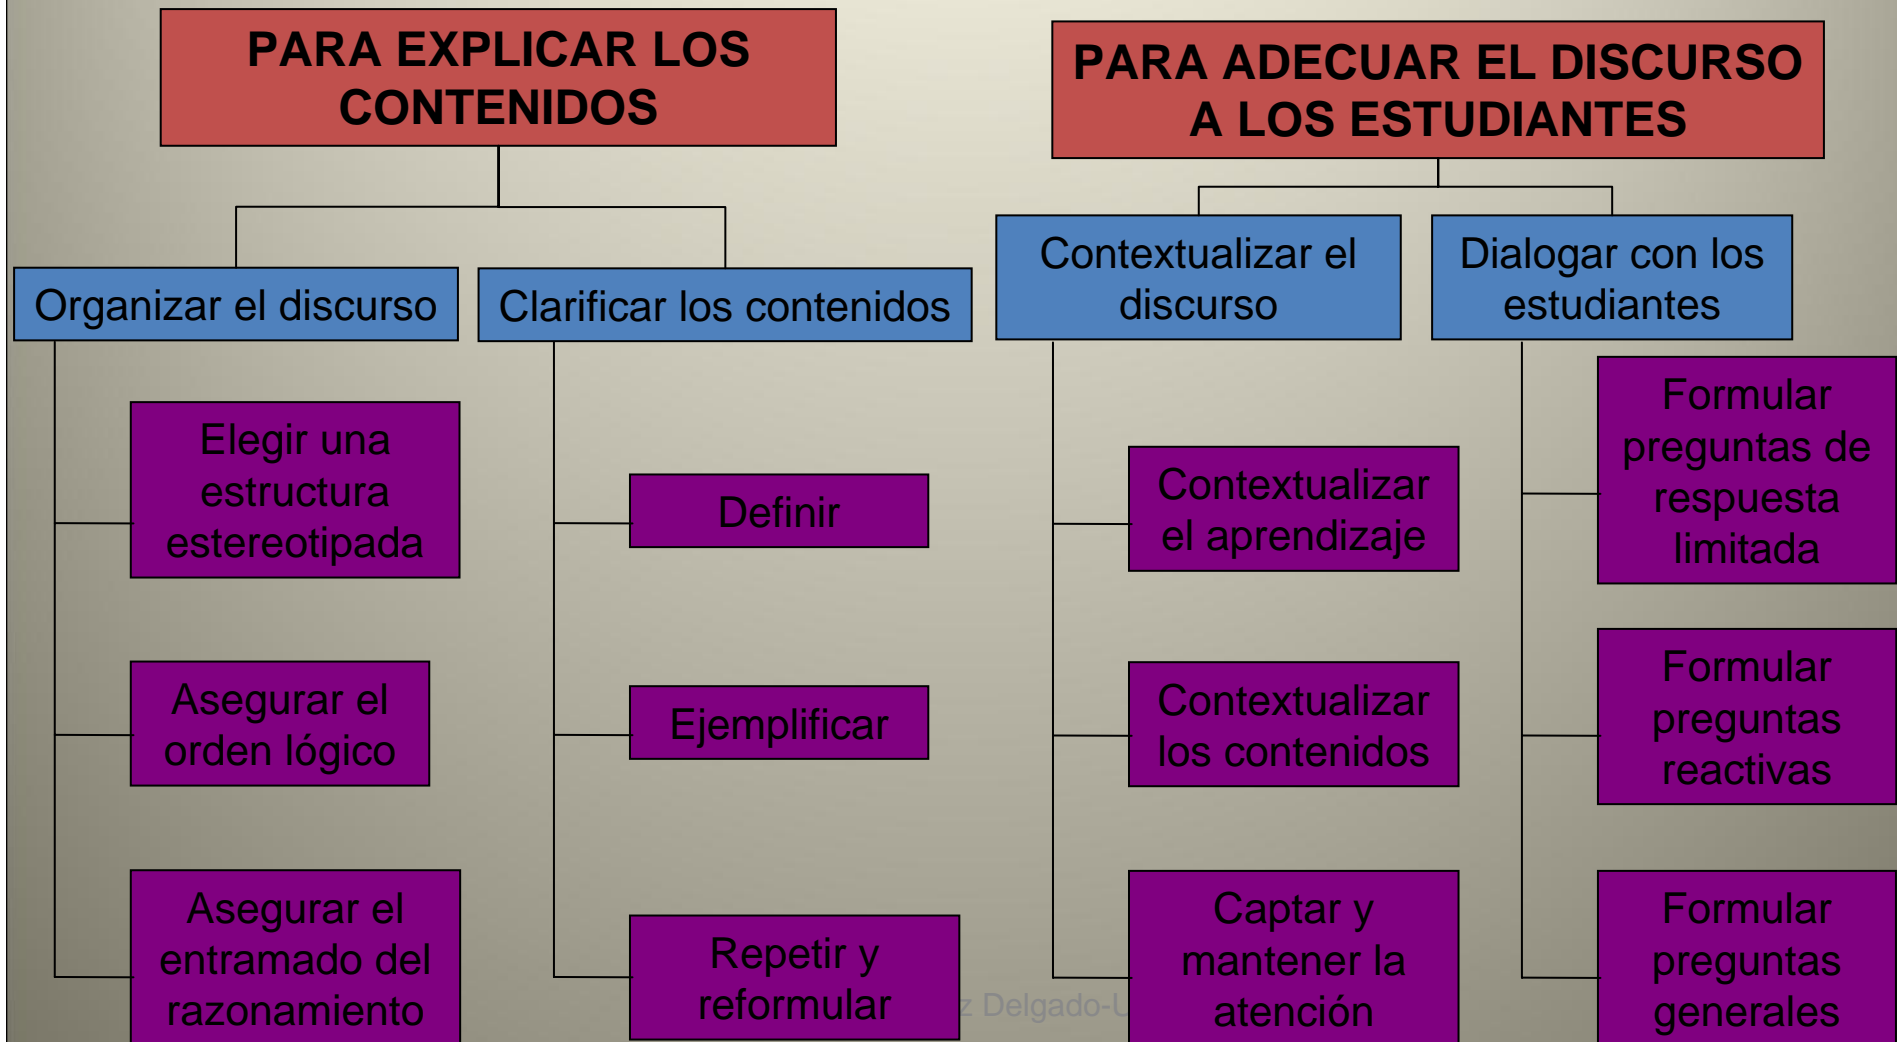 PARA EXPLICAR LOS
CONTENIDOS
Organizar el discurso
Elegir una
estructura
estereotipada
Asegurar el
orden lógico
Asegurar el
entramado del
razonamiento
Clarificar los contenidos
Definir
Ejemplificar
Repetir y
reformular
PARA ADECUAR EL DISCURSO
A LOS ESTUDIANTES
Contextualizar el
discurso
Contextualizar
el aprendizaje
Contextualizar
los contenidos
Captar y
mantener la
atención
Dialogar con los
estudiantes
Formular
preguntas de
respuesta
limitada
Formular
preguntas
reactivas
Formular
preguntas
generales
Delgado